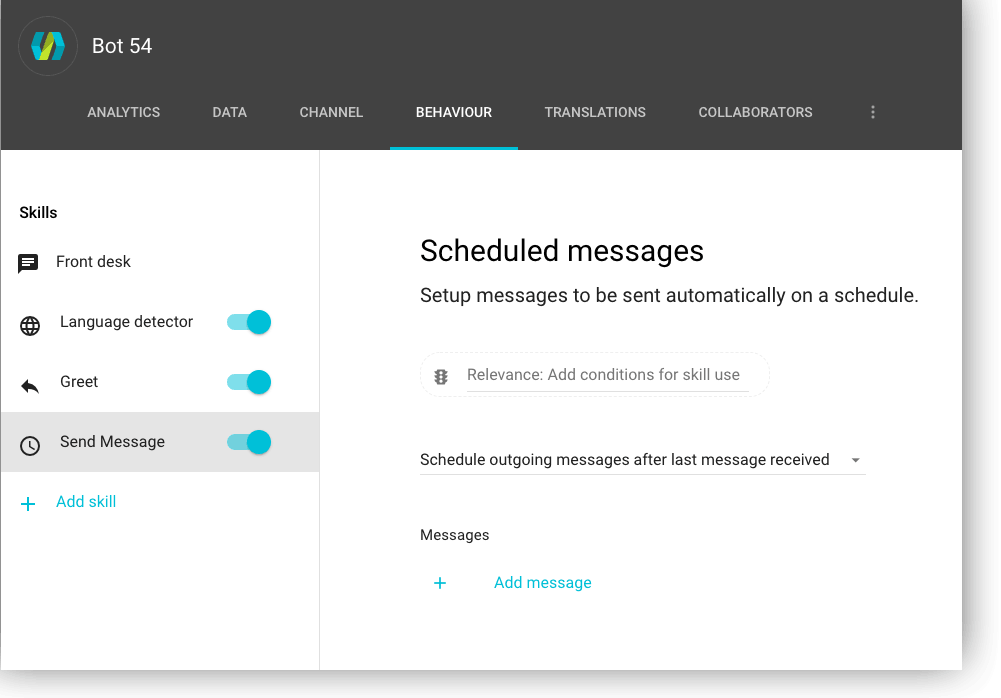 Bot 54
ANALYTICS DATA CHANNEL BEHAVIOUR TRANSLATIONS COLLABORATORS
Skills
Front desk
Language detector
Greet
Send Message
Add skill
Scheduled messages
Setup messages to be sent automatically on a schedule.
Relevance: Add conditions for skill use
Schedule outgoing messages after last message received
Messages
Add message